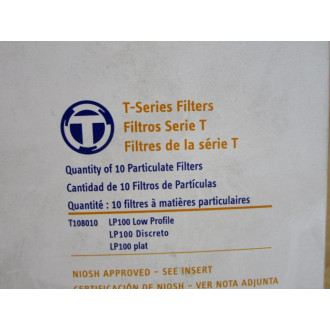 T
T-Series Filters
Filtros Serie T
Filtres de la série T
Quantity of 10 Particulate Filters
Cantidad de 10 Filtros de Partículas
Quantité : 10 filtres à matières particulaires
T108010 LP100 Low Profile
LP100 Discreto
LP100 plat
NIOSH APPROVED - SEE INSERT
CERTIFICACIÓN DE NIOSH - VER NOTA ADJUNTA